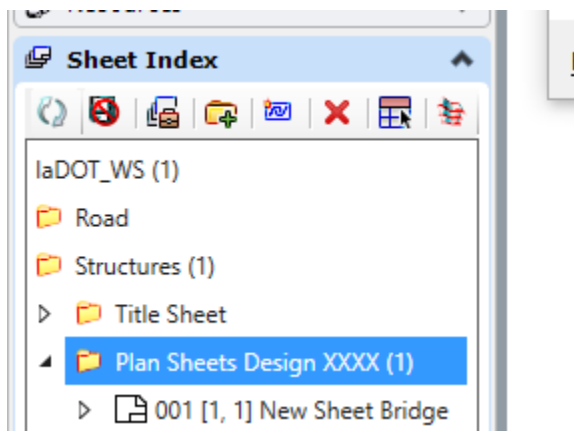 Resources
Sheet Index
IaDOT_WS (1)
Road
Structures (1)
Title Sheet
Plan Sheets Design XXXX (1)
001 [1, 1] New Sheet Bridge